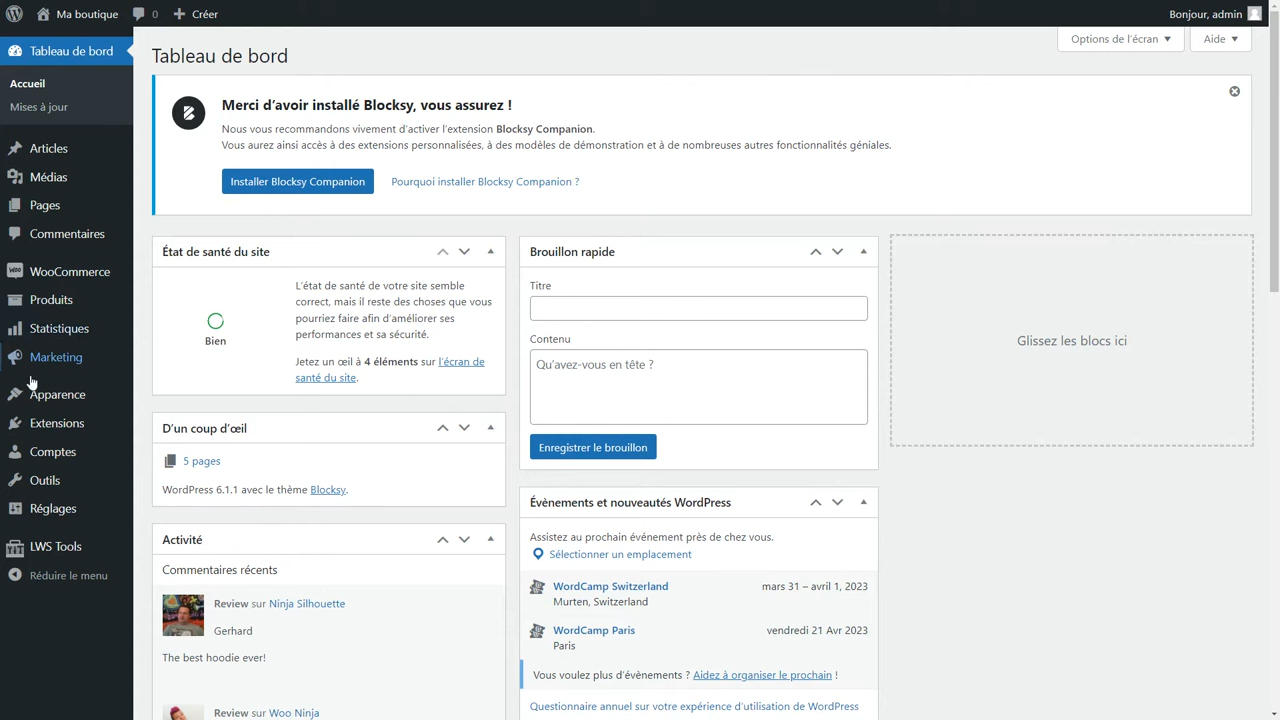 Ma boutique
0
Créer
Bonjour, admin
Tableau de bord
Accueil
Mises à jour
Articles
Médias
Pages
Commentaires
WooCommerce
Produits
Statistiques
Marketing
Apparence
Extensions
Comptes
Outils
Réglages
LWS Tools
Réduire le menu
Options de l'écran
Aide
Tableau de bord
Merci d'avoir installé Blocksy, vous assurez !
Nous vous recommandons vivement d'activer l'extension Blocksy Companion.
Vous aurez ainsi accès à des extensions personnalisées, à des modèles de démonstration et à de nombreuses autres fonctionnalités géniales.
Installer Blocksy Companion
Pourquoi installer Blocksy Companion ?
État de santé du site
Bien
L'état de santé de votre site semble
correct, mais il reste des choses que vous
pourriez faire afin d'améliorer ses
performances et sa sécurité.
Jetez un œil à 4 éléments sur l'écran de
santé du site.
D'un coup d'œil
5 pages
WordPress 6.1.1 avec le thème Blocksy.
Activité
Commentaires récents
Review sur Ninja Silhouette
Gerhard
The best hoodie ever!
Review sur Woo Ninja
Brouillon rapide
Titre
Contenu
Qu'avez-vous en tête ?
Enregistrer le brouillon
Évènements et nouveautés WordPress
Assistez au prochain événement près de chez vous.
Sélectionner un emplacement
WordCamp Switzerland
mars 31 – avril 1, 2023
Murten, Switzerland
WordCamp Paris
vendredi 21 Avr 2023
Paris
Vous voulez plus d'évènements ? Aidez à organiser le prochain !
Questionnaire annuel sur votre expérience d'utilisation de WordPress
Glissez les blocs ici